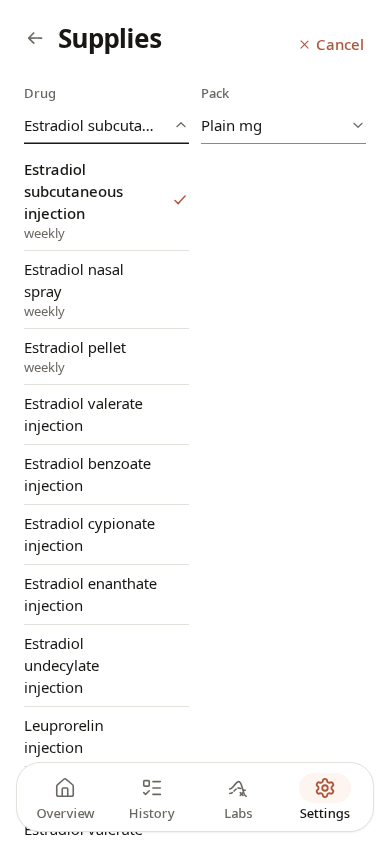 Supplies
Cancel
Drug
Pack
Estradiol subcuta...
Plain mg
Estradiol
subcutaneous
injection
weekly
Estradiol nasal
spray
weekly
Estradiol pellet
weekly
Estradiol valerate
injection
Estradiol benzoate
injection
Estradiol cypionate
injection
Estradiol enanthate
injection
Estradiol
undecylate
injection
Leuprorelin
injection
Overview
History
Labs
Settings
Estradiol valerate